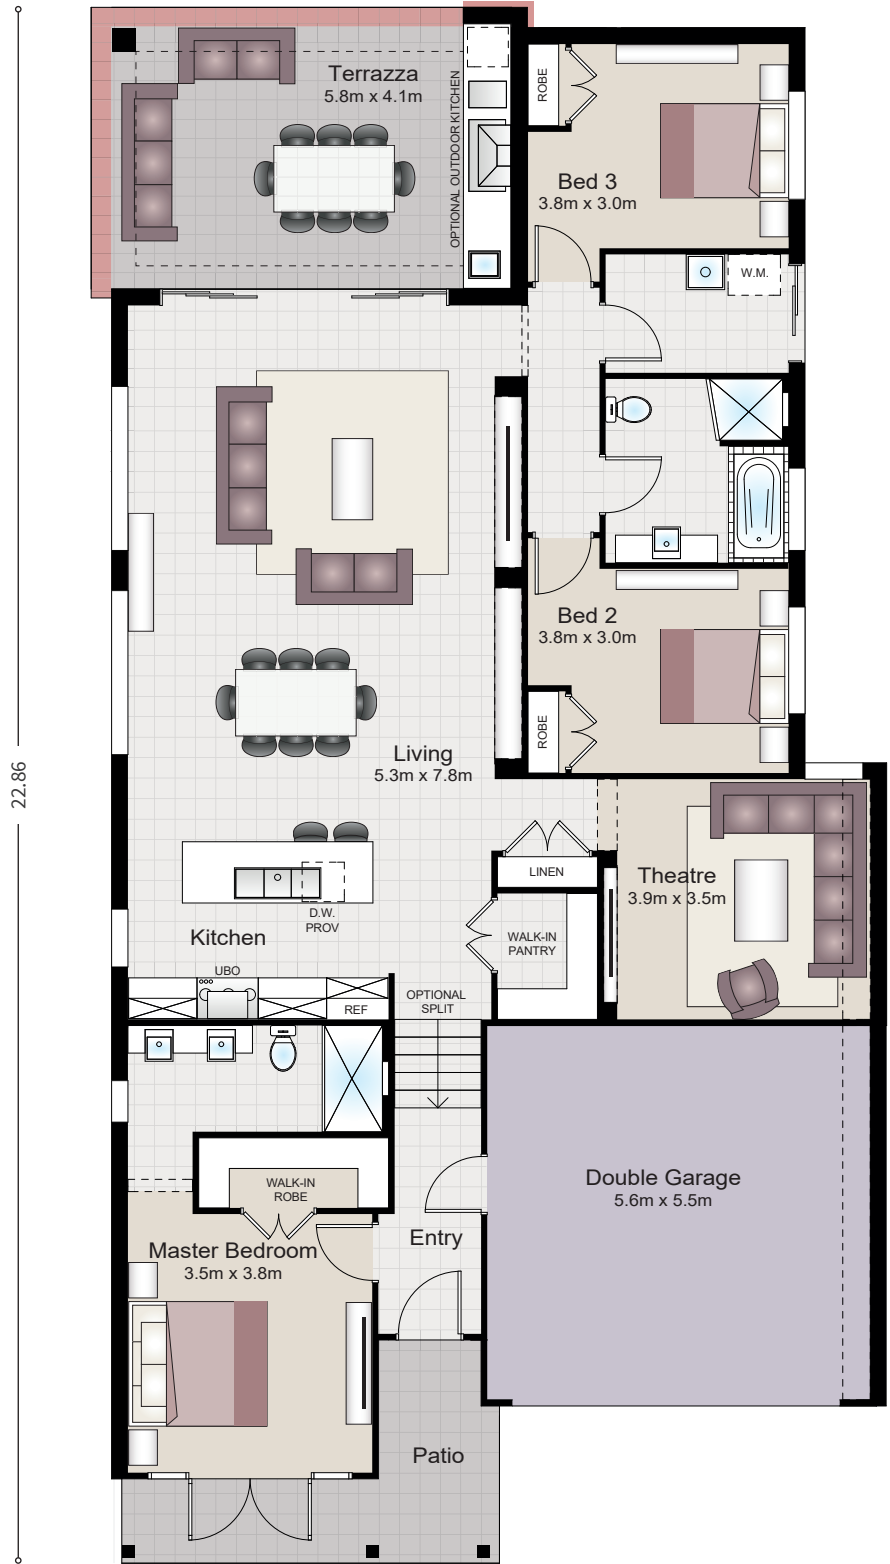 Terrazza
5.8m x 4.1m
OPTIONAL OUTDOOR KITCHEN
ROBE
Bed 3
3.8m x 3.0m
W.M.
Bed 2
3.8m x 3.0m
ROBE
Living
5.3m x 7.8m
22.86
LINEN
Theatre
3.9m x 3.5m
D.W.
PROV
Kitchen
WALK-IN
PANTRY
UBO
REF
OPTIONAL
SPLIT
WALK-IN
ROBE
Double Garage
5.6m x 5.5m
Entry
Master Bedroom
3.5m x 3.8m
Patio